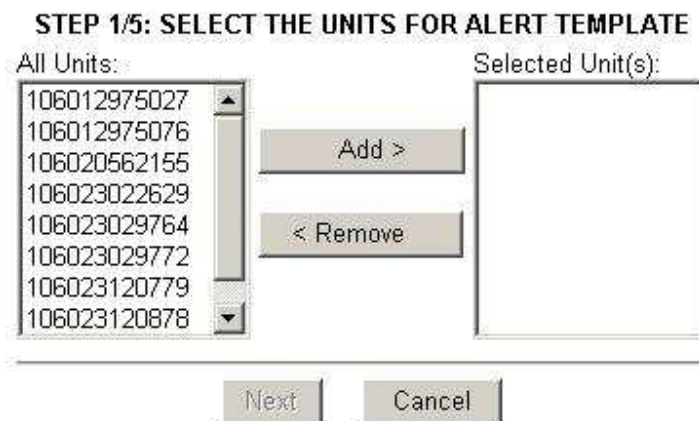 STEP 1/5: SELECT THE UNITS FOR ALERT TEMPLATE
All Units:
Selected Unit(s):
106012975027
106012975076
106020562155
106023022629
106023029764
106023029772
106023120779
106023120878
Add >
< Remove
Next
Cancel